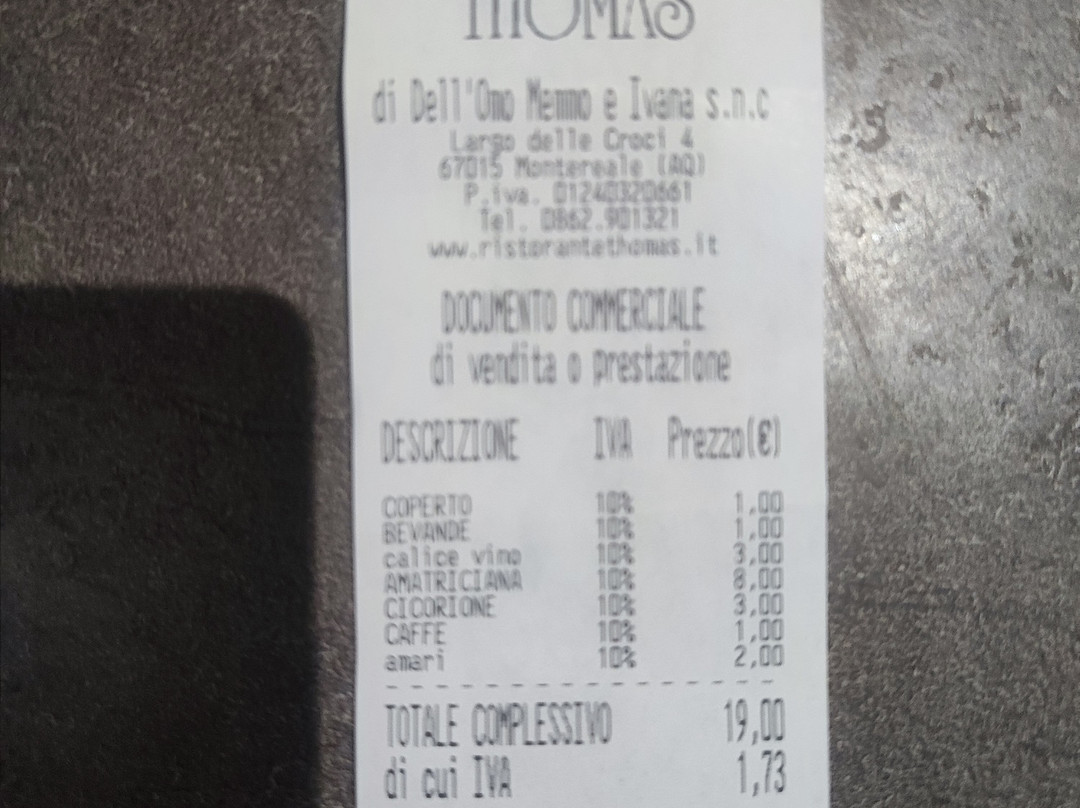 THOMAS
di Dell'Omo Memmo e Ivana s.n.c
Largo delle Croci 4
67015 Montereale (AQ)
P.iva. 01240320661
Tel. 0862.901321
www.ristorantethomas.it
DOCUMENTO COMMERCIALE
di vendita o prestazione
DESCRIZIONE IVA Prezzo(€)
COPERTO 10% 1,00
BEVANDE 10% 1,00
calice vino 10% 3,00
AMATRICIANA 10% 8,00
CICORIONE 10% 3,00
CAFFE 10% 1,00
amari 10% 2,00
TOTALE COMPLESSIVO 19,00
di cui IVA 1,73